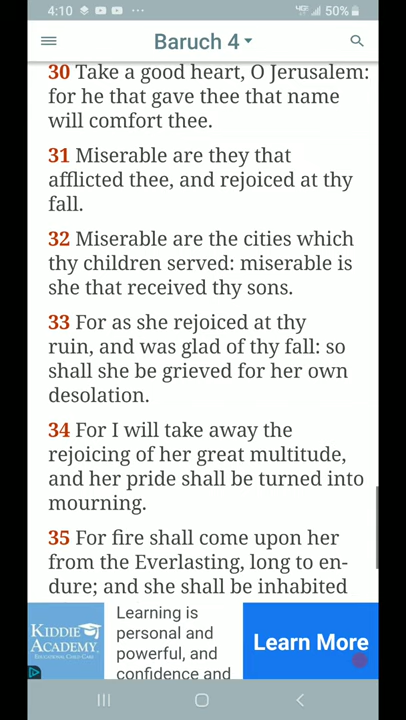 4:10
50%
Baruch 4
30 Take a good heart, O Jerusalem:
for he that gave thee that name
will comfort thee.
31 Miserable are they that
afflicted thee, and rejoiced at thy
fall.
32 Miserable are the cities which
thy children served: miserable is
she that received thy sons.
33 For as she rejoiced at thy
ruin, and was glad of thy fall: so
shall she be grieved for her own
desolation.
34 For I will take away the
rejoicing of her great multitude,
and her pride shall be turned into
mourning.
35 For fire shall come upon her
from the Everlasting, long to en-
dure; and she shall be inhabited
KIDDIE
ACADEMY
EDUCATIONAL CHILD CARE
Learning is
personal and
powerful, and
confidence and
Learn More